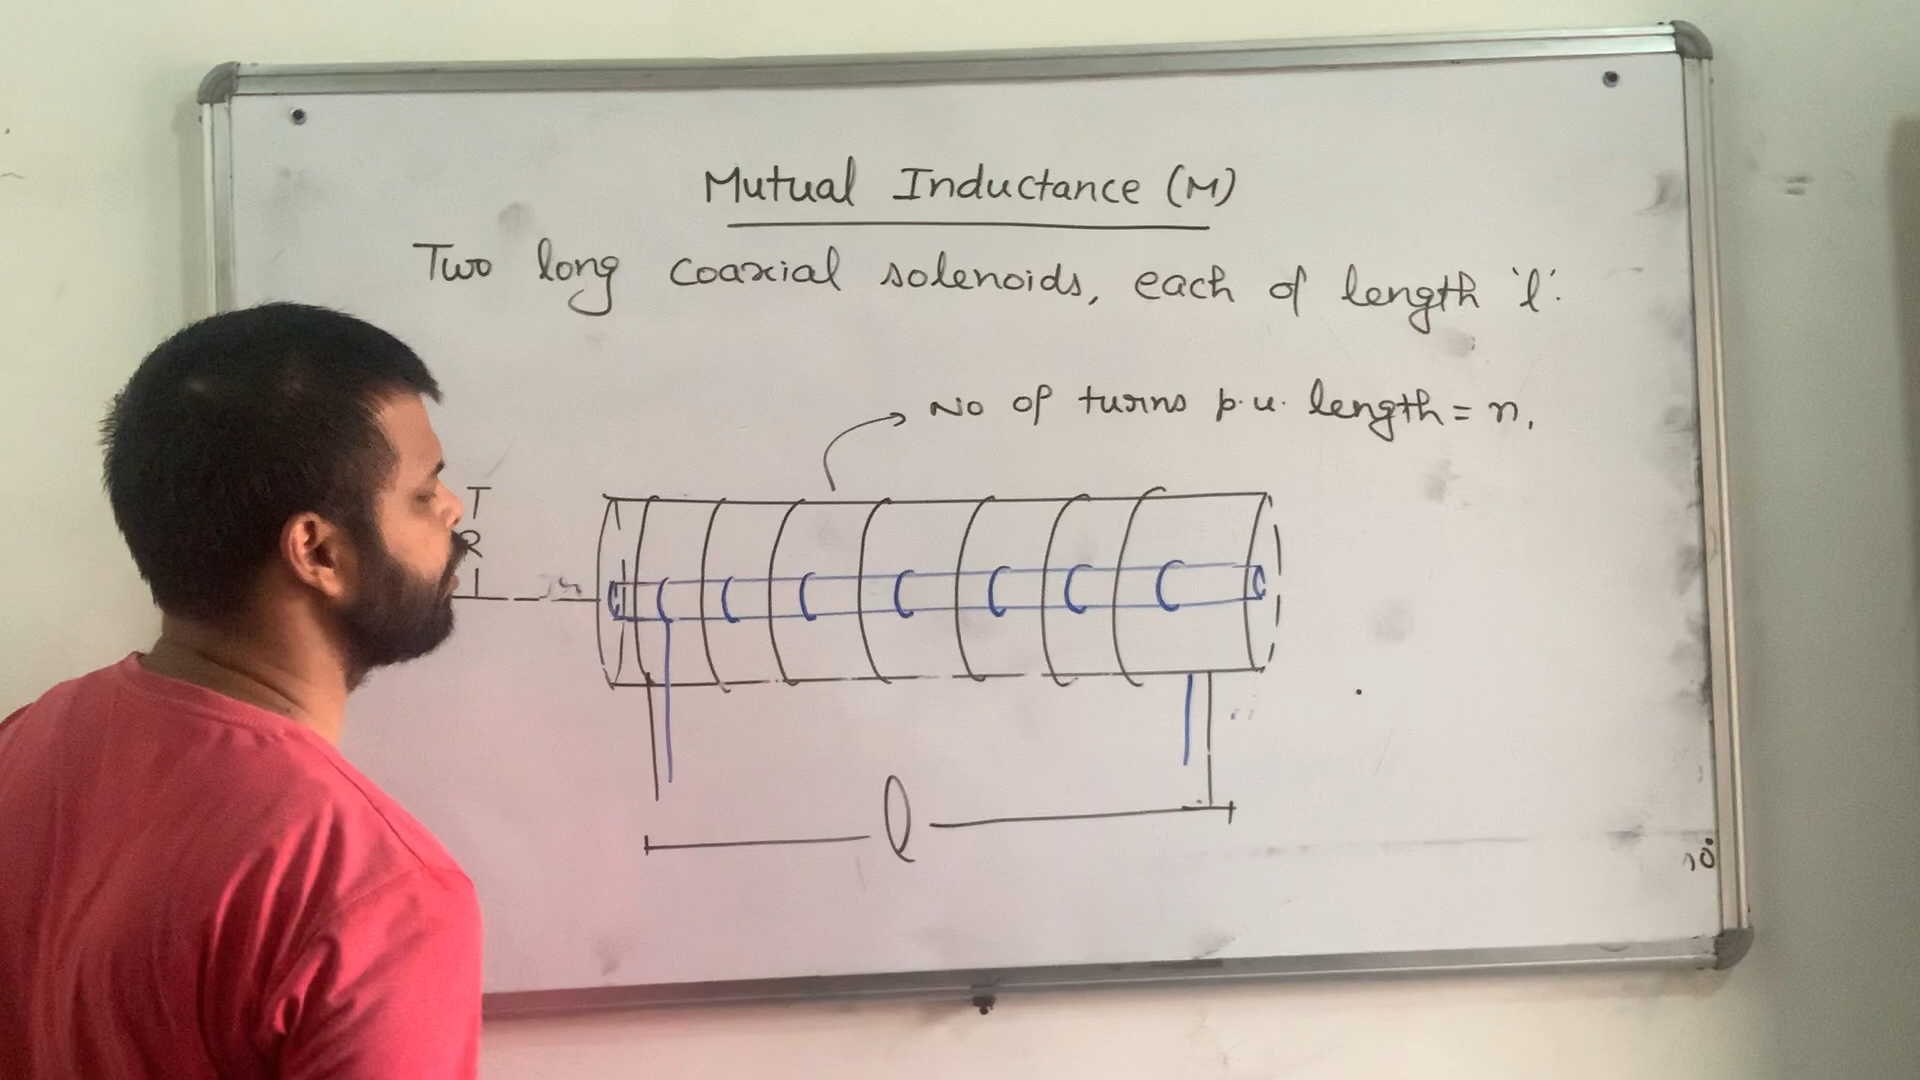 Mutual Inductance (M)
Two long coaxial solenoids, each of length 'l'.
No of turns p.u. length = n,
R
l